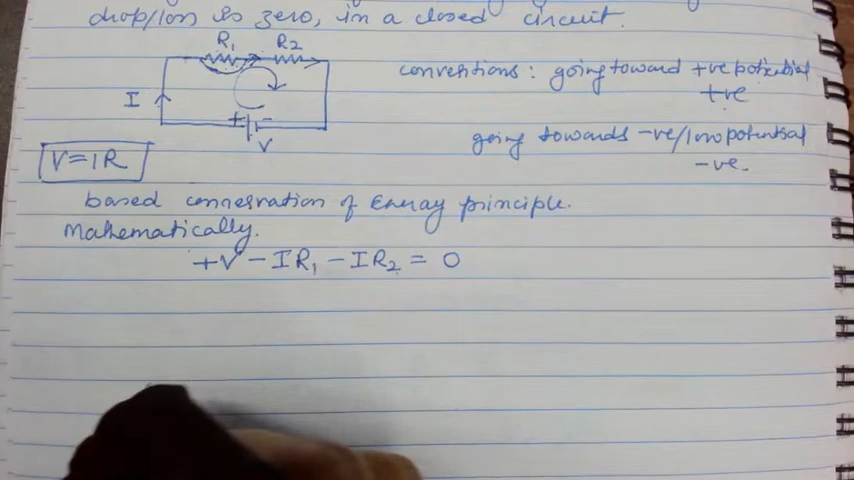 drop/loss is zero, in a closed circuit.
R1 R2
conventions: going toward +ve potential
+ve
I
+ -
V
going towards -ve/low potential
-ve.
V=IR
based conservation of Energy principle.
Mathematically.
+V - IR1 - IR2 = 0